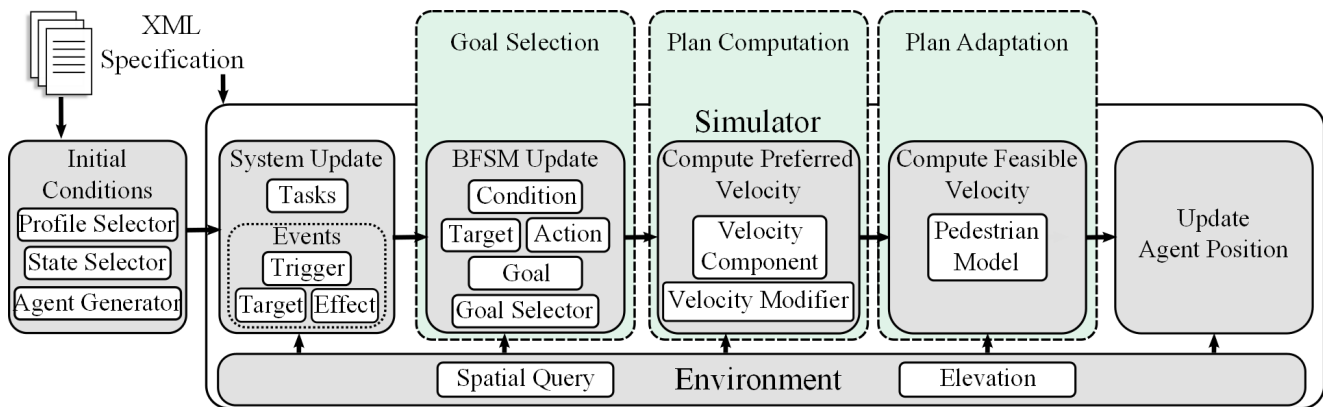 XML
Specification
Goal Selection
Plan Computation
Plan Adaptation
Simulator
Initial
Conditions
Profile Selector
State Selector
Agent Generator
System Update
Tasks
Events
Trigger
Target
Effect
BFSM Update
Condition
Target
Action
Goal
Goal Selector
Compute Preferred
Velocity
Velocity
Component
Velocity Modifier
Compute Feasible
Velocity
Pedestrian
Model
Update
Agent Position
Spatial Query
Environment
Elevation